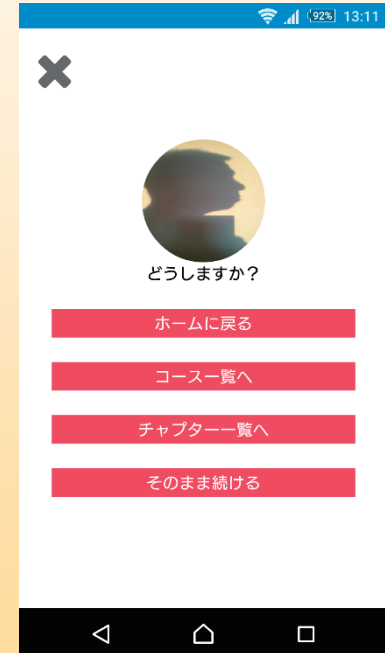 92% 13:11
どうしますか？
ホームに戻る
コース一覧へ
チャプター一覧へ
そのまま続ける